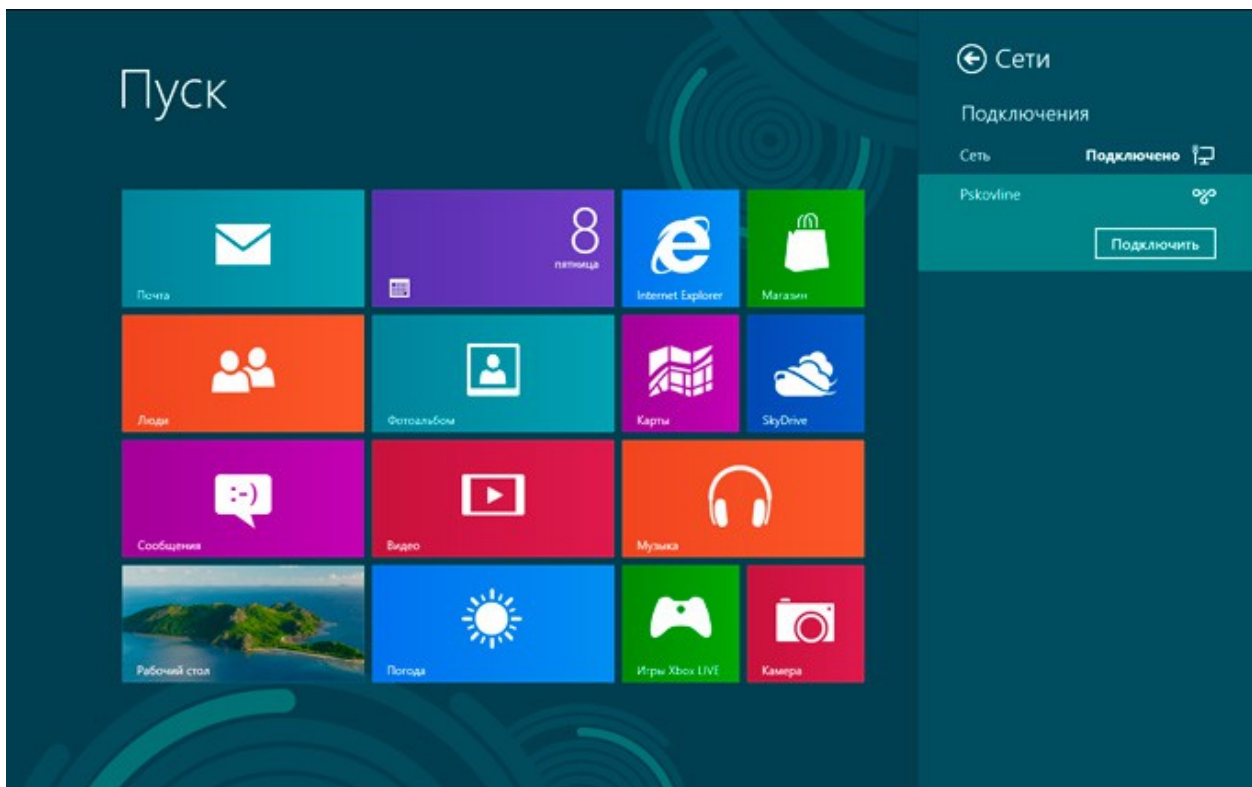 Пуск
Сети
Подключения
Сеть Подключено
Pskovline
Подключить
8
пятница
Почта
Internet Explorer
Магазин
Люди
Фотоальбом
Карты
SkyDrive
:-)
Сообщения
Видео
Музыка
Рабочий стол
Погода
Игры Xbox LIVE
Камера